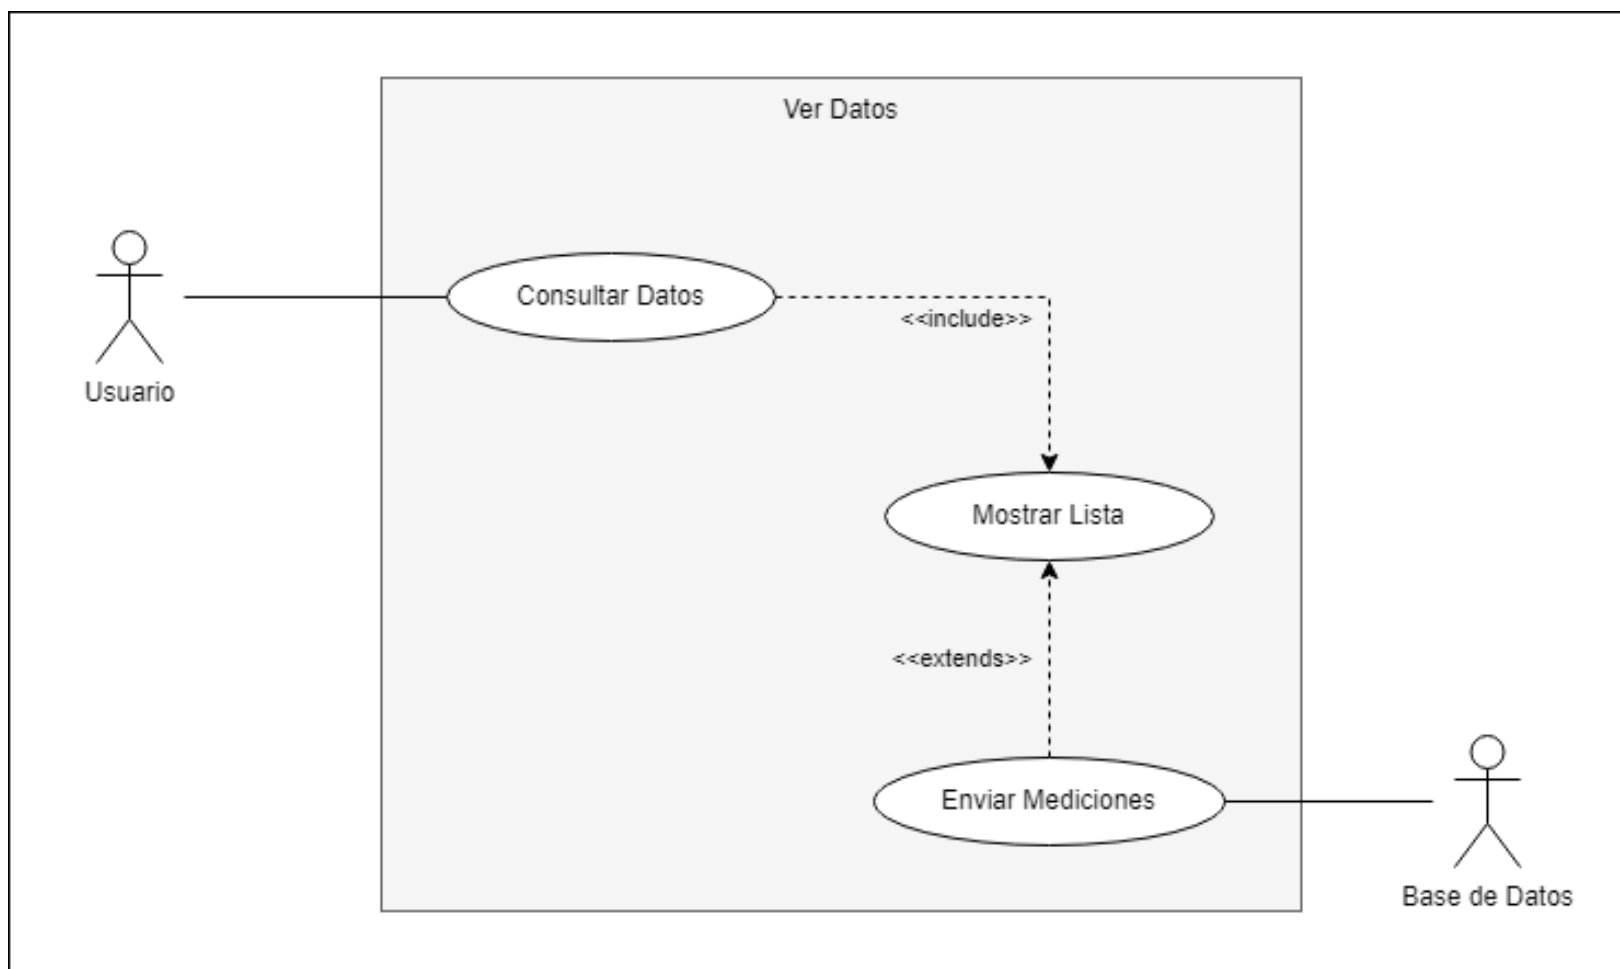 Ver Datos
Consultar Datos
<<include>>
Usuario
Mostrar Lista
<<extends>>
Enviar Mediciones
Base de Datos